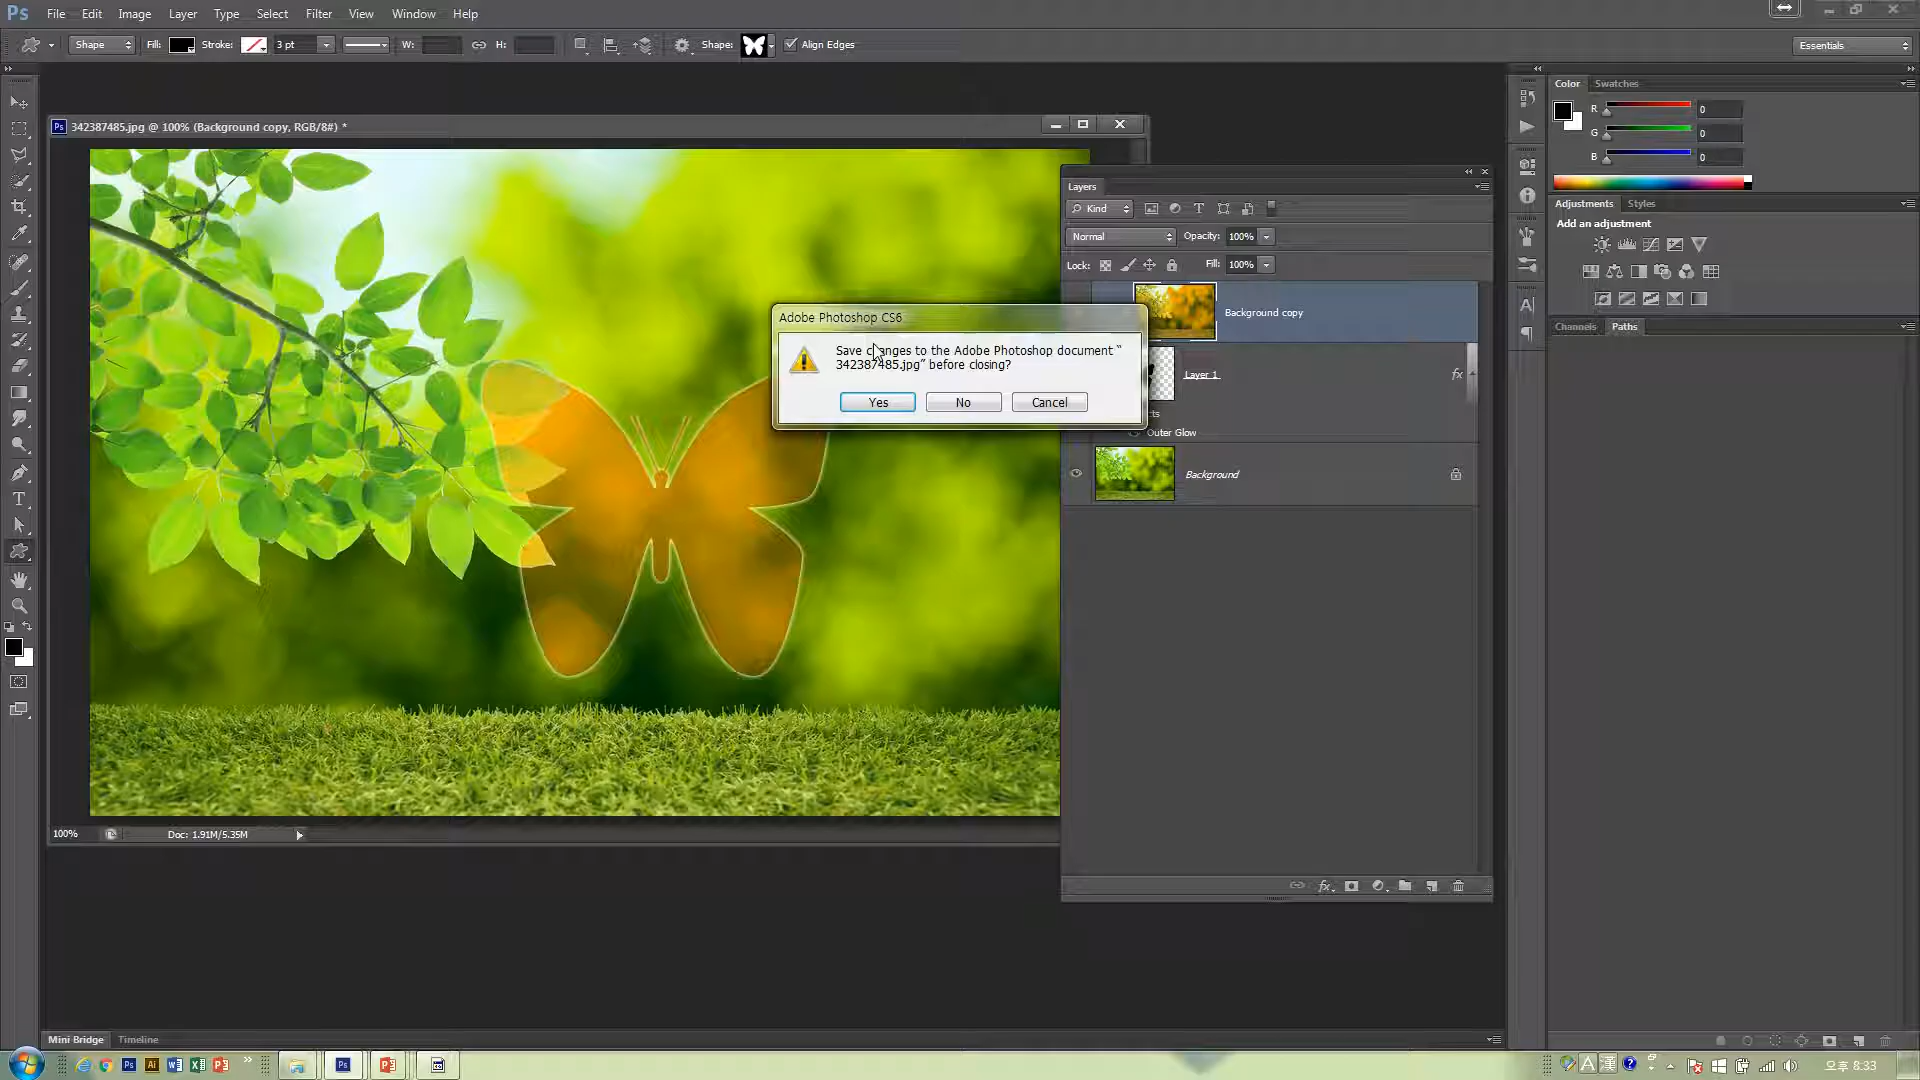 Ps File Edit Image Layer Type Select Filter View Window Help
Shape Fill: Stroke: 3 pt W: H: Shape: Align Edges Essentials
342387485.jpg @ 100% (Background copy, RGB/8#) *
Color Swatches
R 0
G 0
B 0
Layers
Kind
Normal Opacity: 100%
Lock: Fill: 100%
Background copy
Layer 1 fx
Outer Glow
Background
Adobe Photoshop CS6
Save changes to the Adobe Photoshop document “
342387485.jpg” before closing?
Yes No Cancel
Adjustments Styles
Add an adjustment
Channels Paths
100% Doc: 1.91M/5.35M
Mini Bridge Timeline
오후 8:33